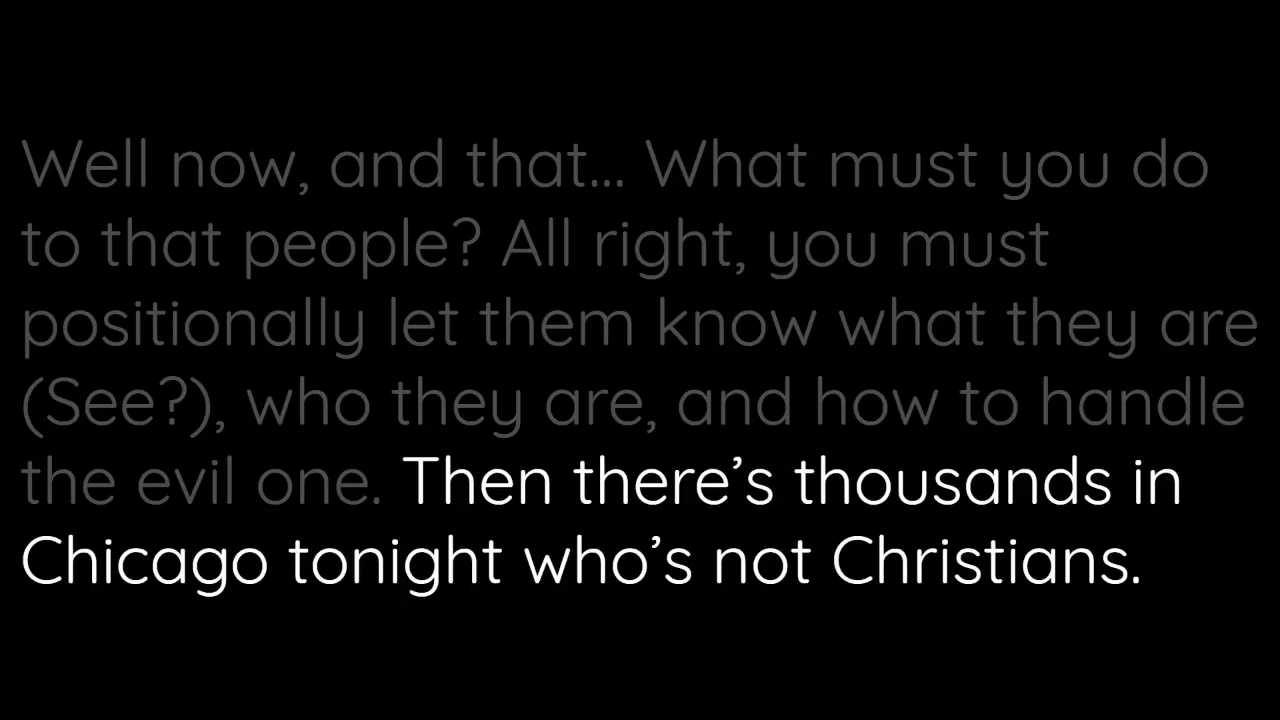 Well now, and that... What must you do
to that people? All right, you must
positionally let them know what they are
(See?), who they are, and how to handle
the evil one. Then there’s thousands in
Chicago tonight who’s not Christians.